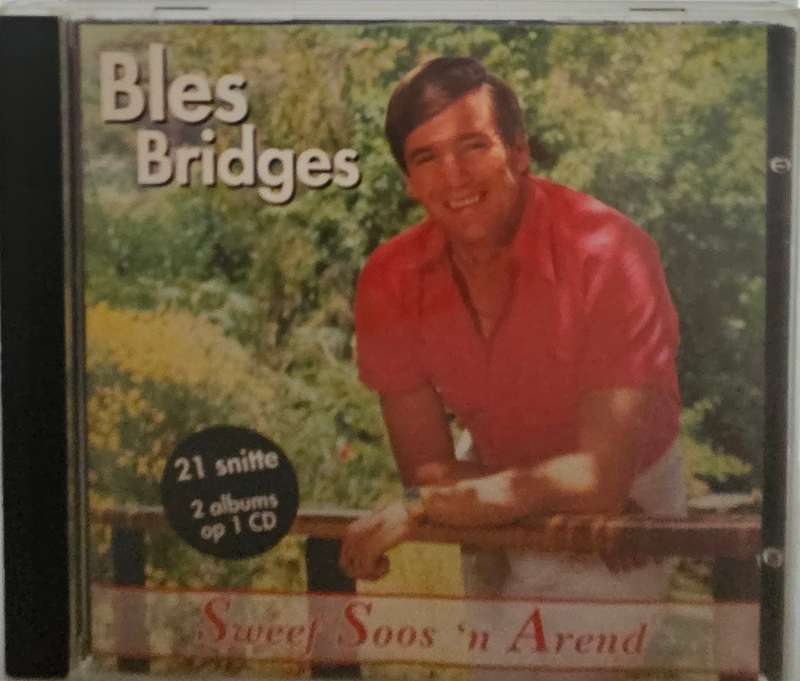 Bles
Bridges
21 snitte
2 albums
op 1 CD
Sweef Soos 'n Arend